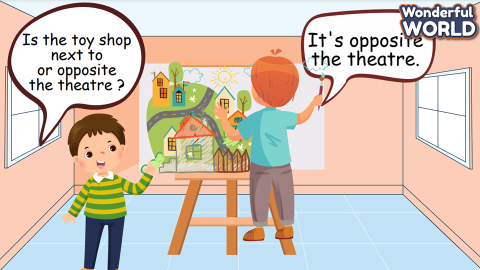 Is the toy shop
next to
or opposite
the theatre ?
It's opposite
the theatre.
Wonderful
WORLD